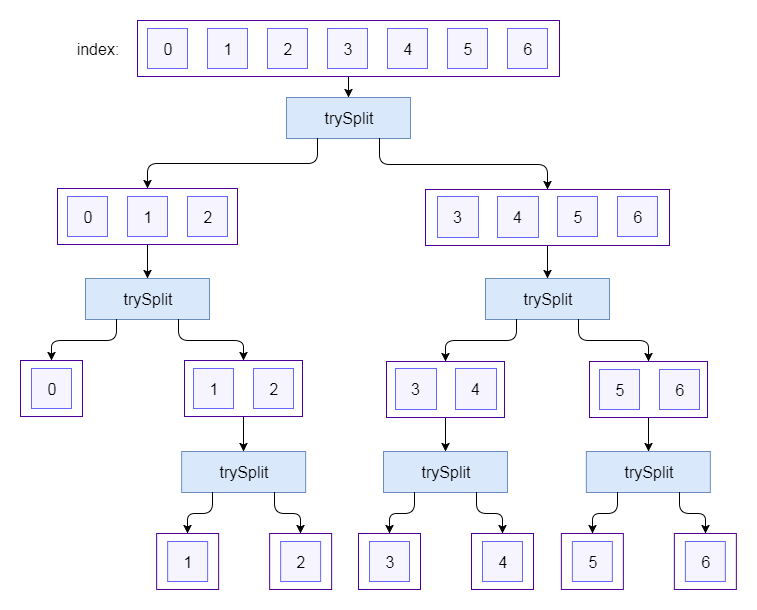 index: 0 1 2 3 4 5 6
trySplit
0 1 2 3 4 5 6
trySplit trySplit
0 1 2 3 4 5 6
trySplit trySplit trySplit
1 2 3 4 5 6